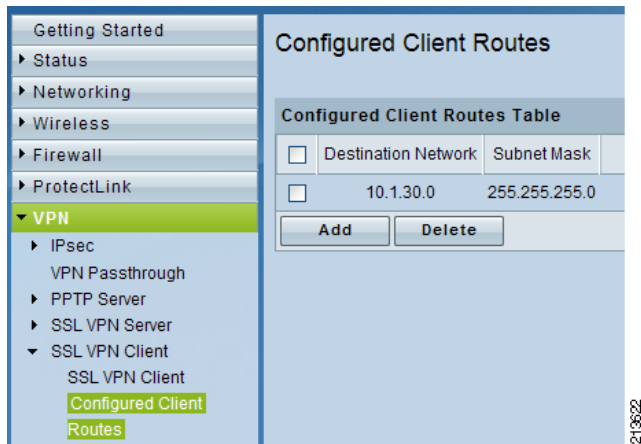 Getting Started
Status
Networking
Wireless
Firewall
ProtectLink
VPN
IPsec
VPN Passthrough
PPTP Server
SSL VPN Server
SSL VPN Client
SSL VPN Client
Configured Client
Routes
Configured Client Routes
Configured Client Routes Table
Destination Network Subnet Mask
10.1.30.0 255.255.255.0
Add Delete
213622